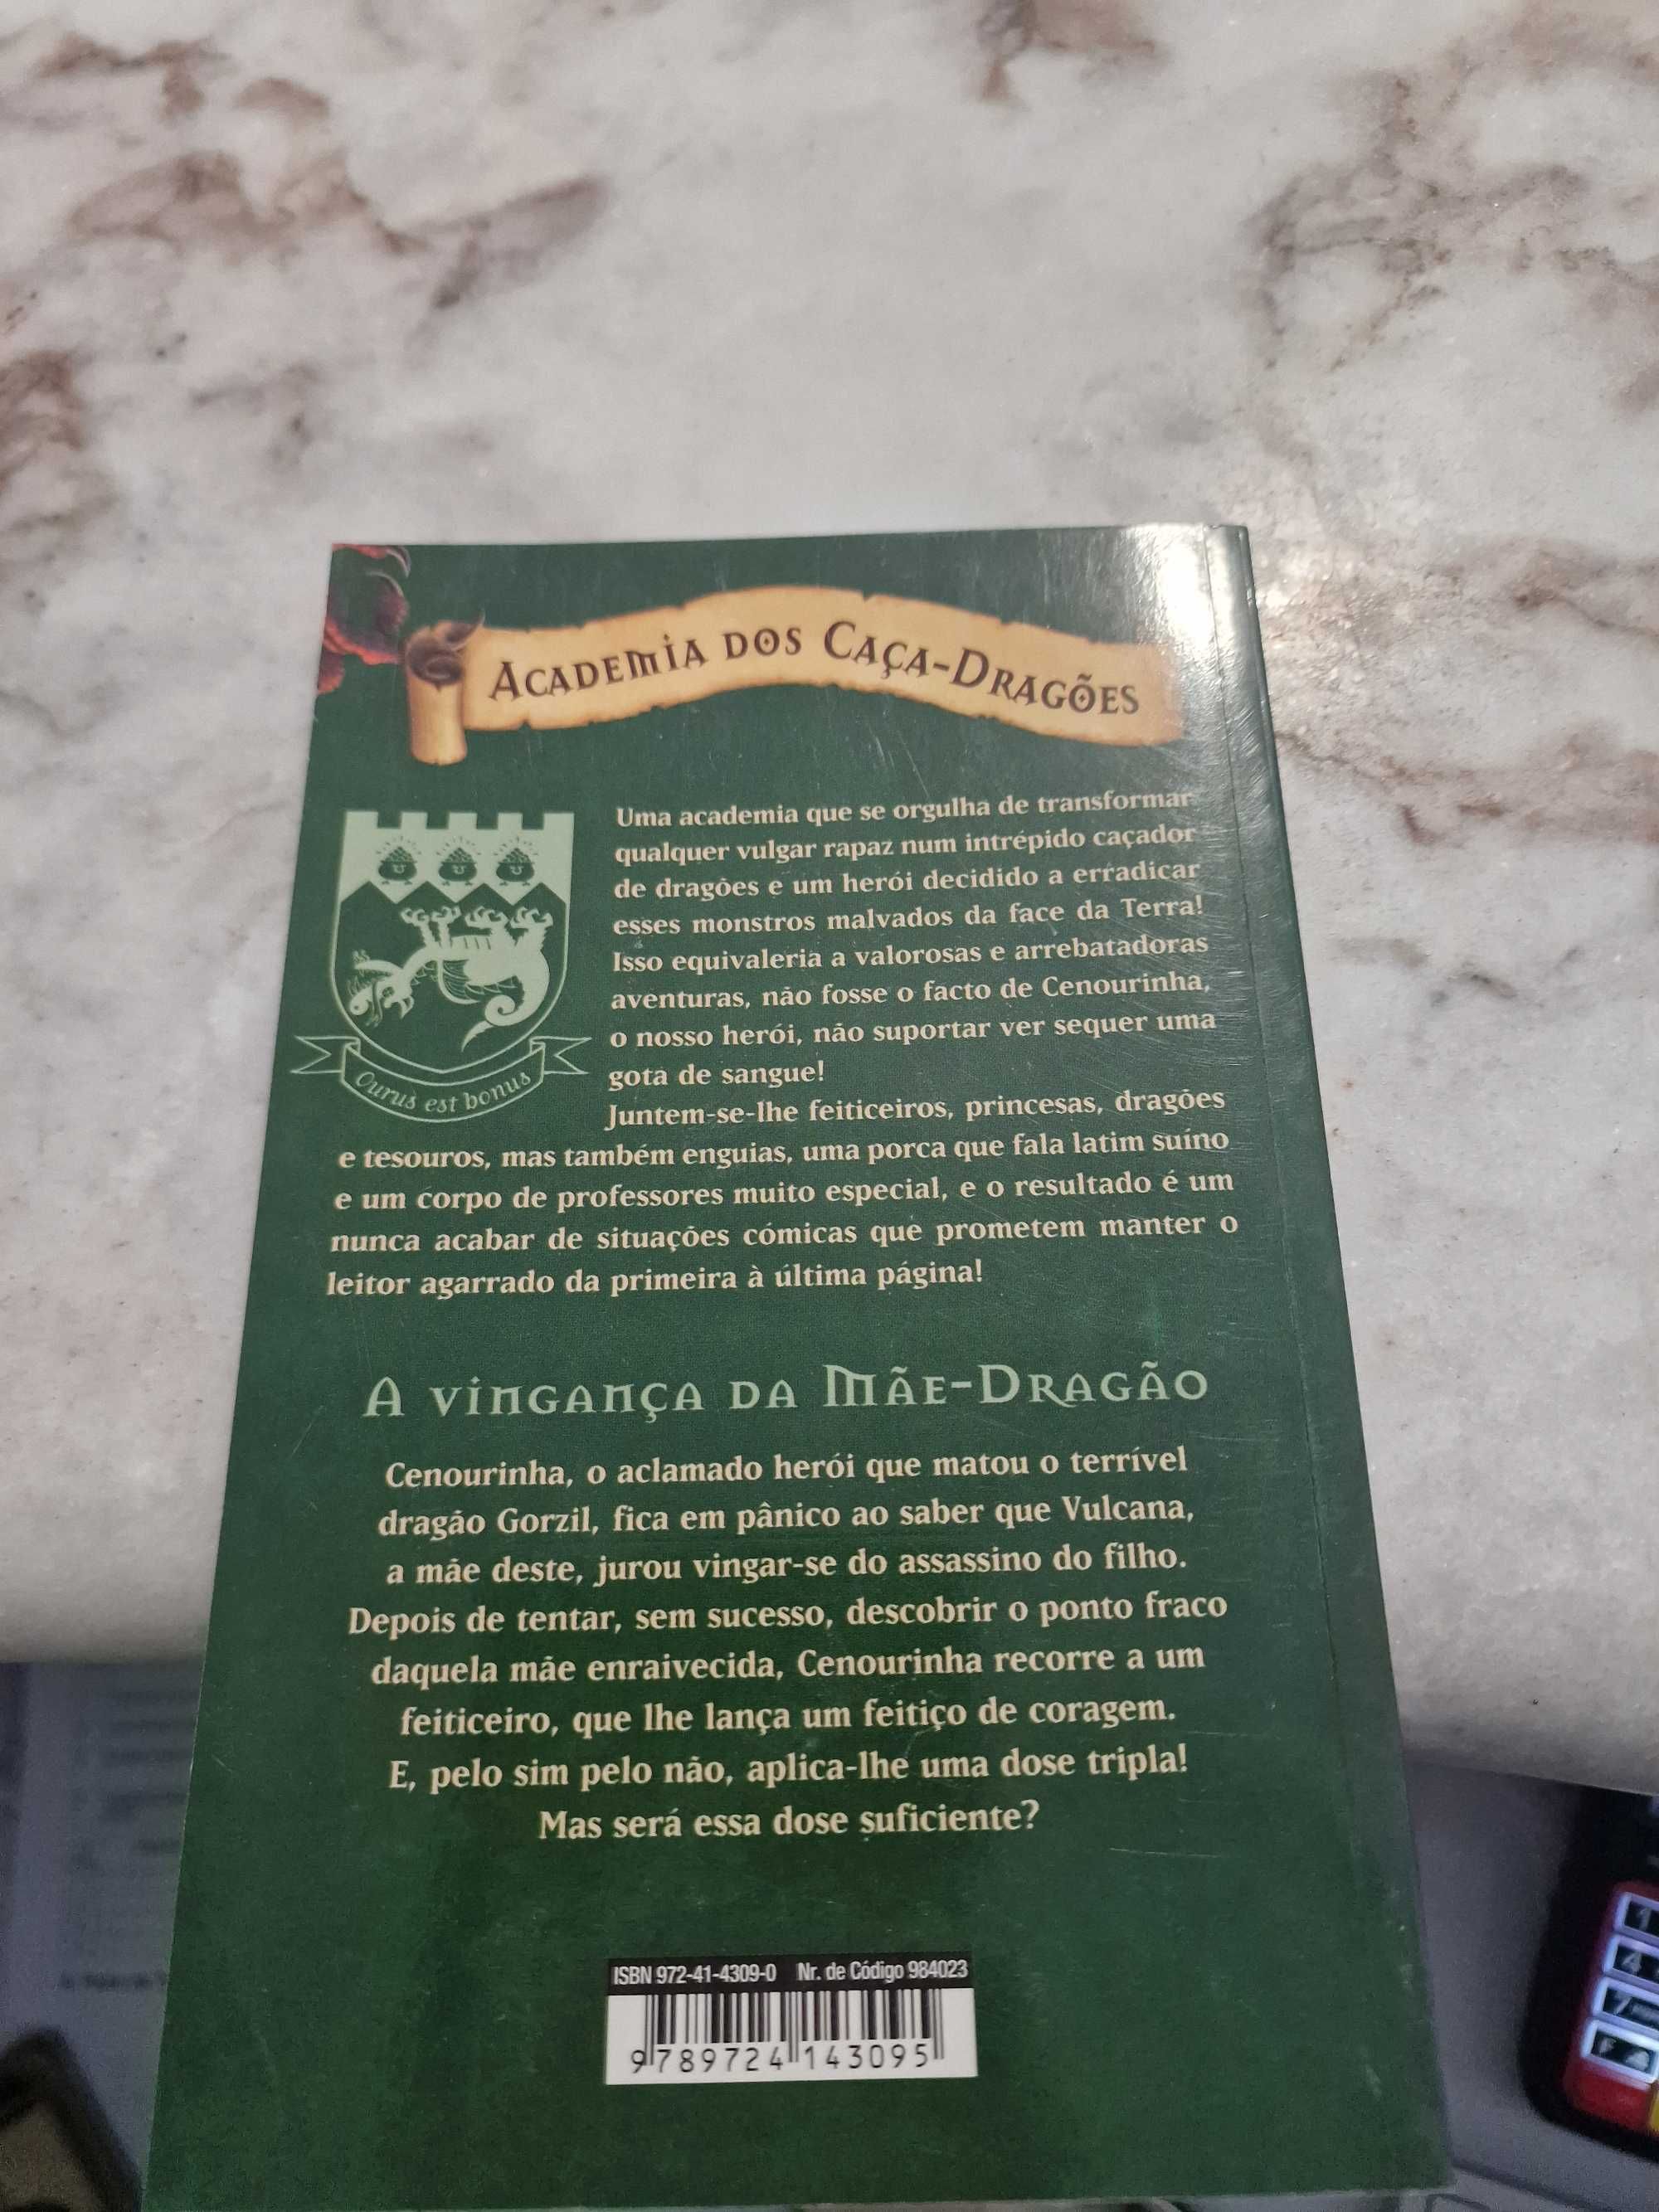 Academia dos Caça-Dragões
Uma academia que se orgulha de transformar
qualquer vulgar rapaz num intrépido caçador
de dragões e um herói decidido a erradicar
esses monstros malvados da face da Terra!
Isso equivaleria a valorosas e arrebatadoras
aventuras, não fosse o facto de Cenourinha,
o nosso herói, não suportar ver sequer uma
gota de sangue!
Juntem-se-lhe feiticeiros, princesas, dragões
e tesouros, mas também enguias, uma porca que fala latim suíno
e um corpo de professores muito especial, e o resultado é um
nunca acabar de situações cómicas que prometem manter o
leitor agarrado da primeira à última página!
Ourus est bonus
A vingança da Mãe-Dragão
Cenourinha, o aclamado herói que matou o terrível
dragão Gorzil, fica em pânico ao saber que Vulcana,
a mãe deste, jurou vingar-se do assassino do filho.
Depois de tentar, sem sucesso, descobrir o ponto fraco
daquela mãe enraivecida, Cenourinha recorre a um
feiticeiro, que lhe lança um feitiço de coragem.
E, pelo sim pelo não, aplica-lhe uma dose tripla!
Mas será essa dose suficiente?
ISBN 972-41-4309-0 Nr. de Código 984023
9 789724 143095
1
4
7
F